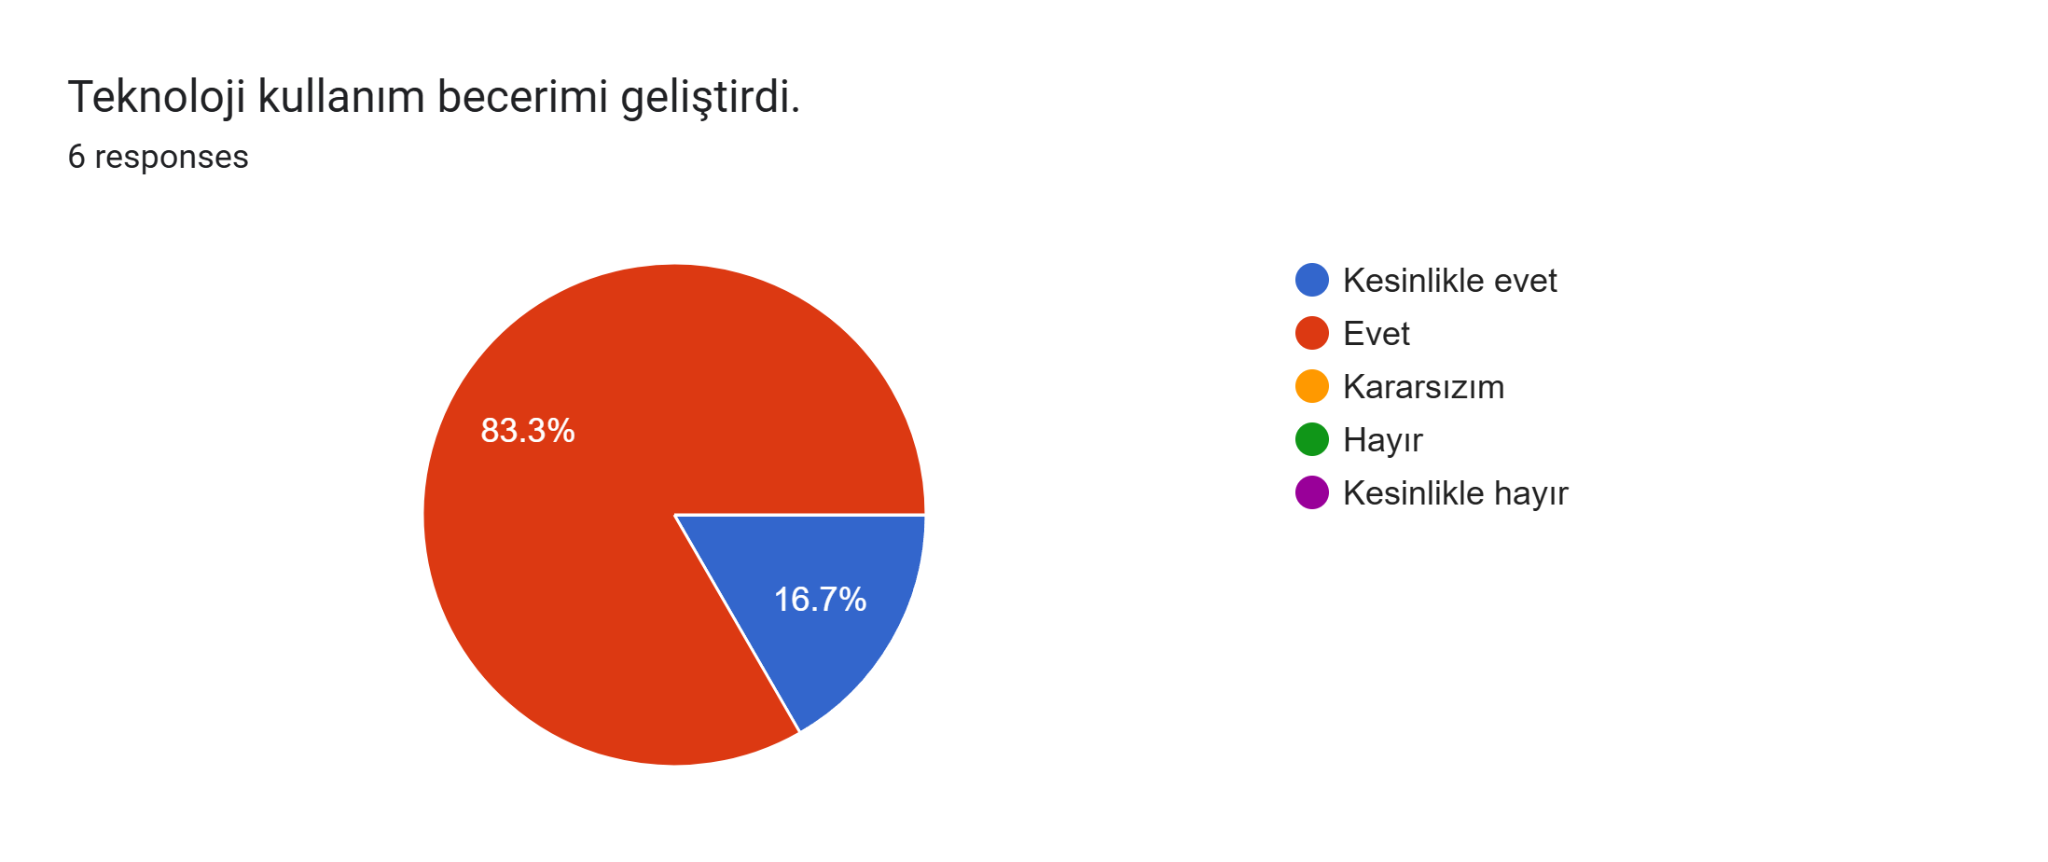 Teknoloji kullanım becerimi geliştirdi.
6 responses
83.3%
16.7%
Kesinlikle evet
Evet
Kararsızım
Hayır
Kesinlikle hayır